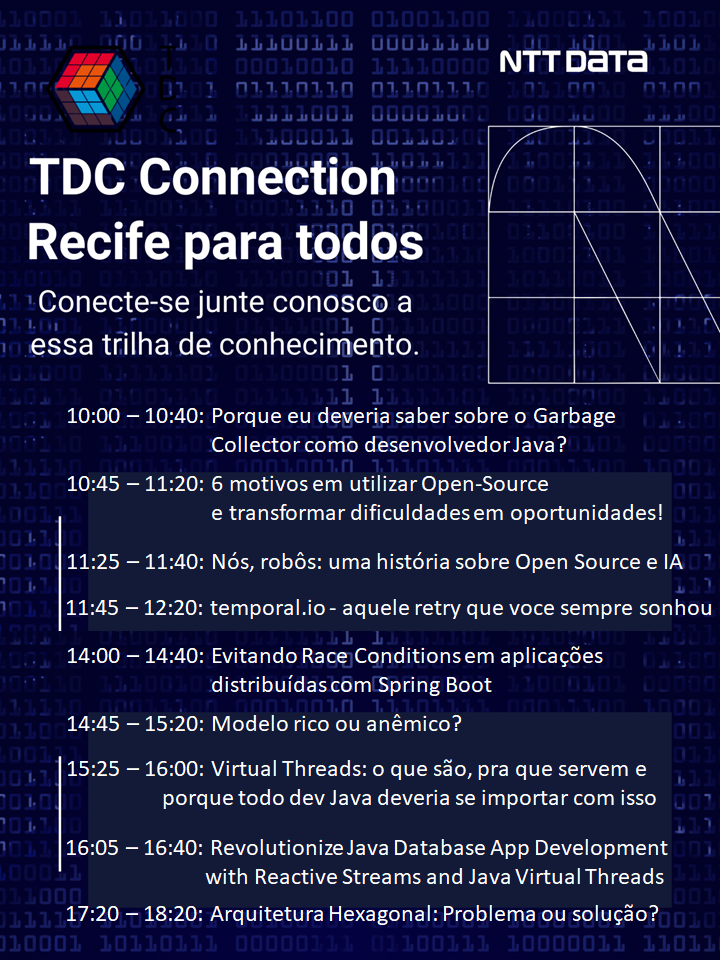 TDC
NTT DATA
TDC Connection
Recife para todos
Conecte-se junte conosco a
essa trilha de conhecimento.
10:00 – 10:40: Porque eu deveria saber sobre o Garbage
Collector como desenvolvedor Java?
10:45 – 11:20: 6 motivos em utilizar Open-Source
e transformar dificuldades em oportunidades!
11:25 – 11:40: Nós, robôs: uma história sobre Open Source e IA
11:45 – 12:20: temporal.io - aquele retry que voce sempre sonhou
14:00 – 14:40: Evitando Race Conditions em aplicações
distribuídas com Spring Boot
14:45 – 15:20: Modelo rico ou anêmico?
15:25 – 16:00: Virtual Threads: o que são, pra que servem e
porque todo dev Java deveria se importar com isso
16:05 – 16:40: Revolutionize Java Database App Development
with Reactive Streams and Java Virtual Threads
17:20 – 18:20: Arquitetura Hexagonal: Problema ou solução?